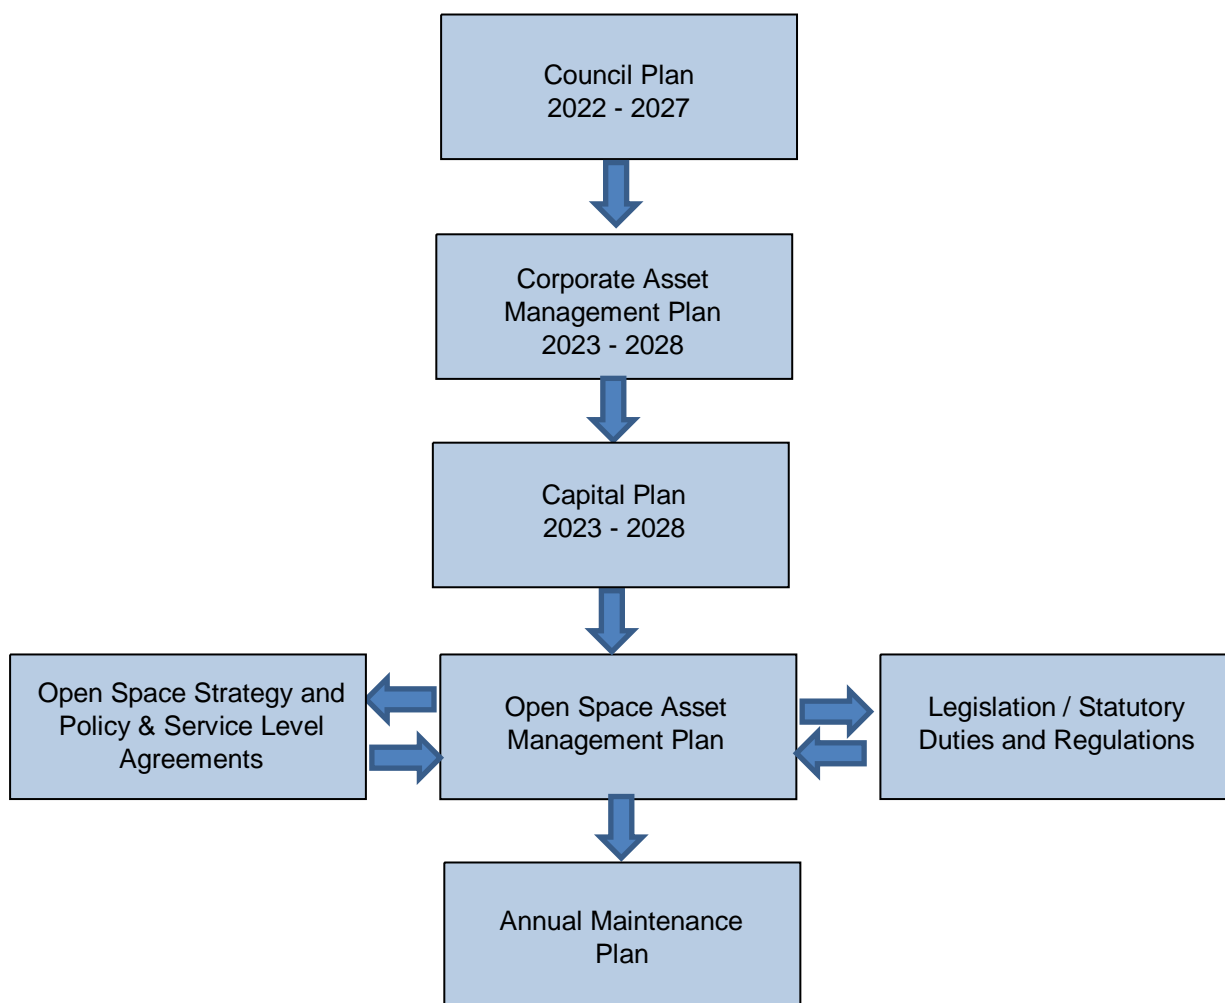 Council Plan
2022 - 2027
Corporate Asset
Management Plan
2023 - 2028
Capital Plan
2023 - 2028
Open Space Strategy and
Policy & Service Level
Agreements
Open Space Asset
Management Plan
Legislation / Statutory
Duties and Regulations
Annual Maintenance
Plan